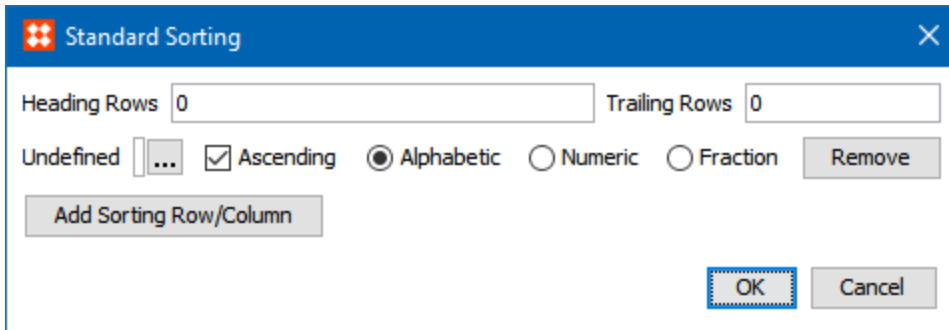 Standard Sorting
Heading Rows 0 Trailing Rows 0
Undefined ... Ascending Alphabetic Numeric Fraction Remove
Add Sorting Row/Column
OK Cancel